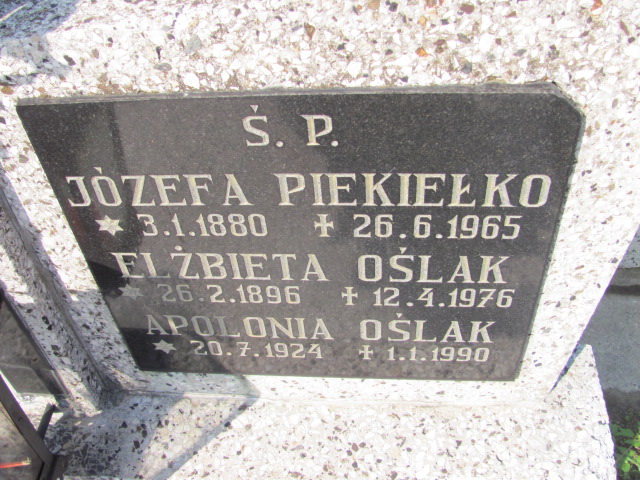 Ś. P.
JÓZEFA PIEKIEŁKO
3.1.1880 26.6.1965
ELŻBIETA OŚLAK
26.2.1896 12.4.1976
APOLONIA OŚLAK
20.7.1924 1.1.1990